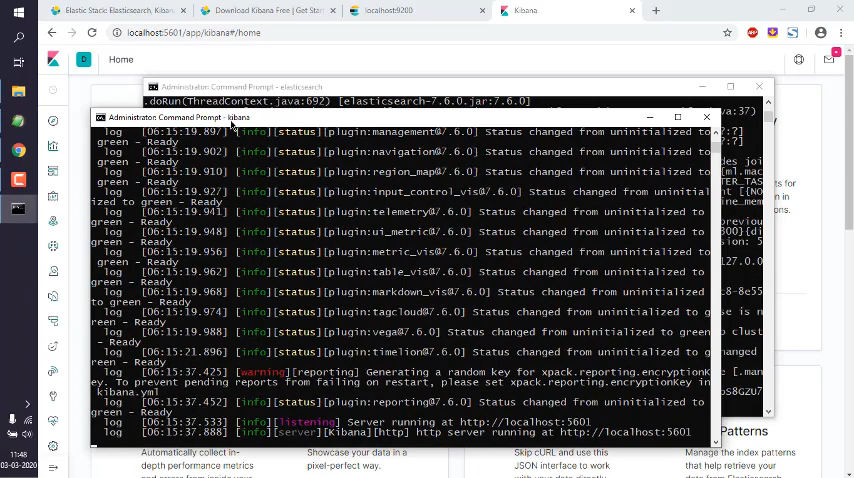 Elastic Stack: Elasticsearch, Kibana
Download Kibana Free | Get Start
localhost:9200
Kibana
localhost:5601/app/kibana#/home
D
Home
Administrator: Command Prompt - elasticsearch
.doRun(ThreadContext.java:692) [elasticsearch-7.6.0.jar:7.6.0]
Administrator: Command Prompt - kibana
log [06:15:19.897] [info][status][plugin:management@7.6.0] Status changed from uninitialized to
green - Ready
log [06:15:19.902] [info][status][plugin:navigation@7.6.0] Status changed from uninitialized to
green - Ready
log [06:15:19.910] [info][status][plugin:region_map@7.6.0] Status changed from uninitialized to
green - Ready
log [06:15:19.927] [info][status][plugin:input_control_vis@7.6.0] Status changed from uninitial
ized to green - Ready
log [06:15:19.941] [info][status][plugin:telemetry@7.6.0] Status changed from uninitialized to
green - Ready
log [06:15:19.948] [info][status][plugin:ui_metric@7.6.0] Status changed from uninitialized to
green - Ready
log [06:15:19.956] [info][status][plugin:metric_vis@7.6.0] Status changed from uninitialized to
green - Ready
log [06:15:19.962] [info][status][plugin:table_vis@7.6.0] Status changed from uninitialized to
green - Ready
log [06:15:19.968] [info][status][plugin:markdown_vis@7.6.0] Status changed from uninitialized
to green - Ready
log [06:15:19.974] [info][status][plugin:tagcloud@7.6.0] Status changed from uninitialized to g
reen - Ready
log [06:15:19.988] [info][status][plugin:vega@7.6.0] Status changed from uninitialized to green
- Ready
log [06:15:21.896] [info][status][plugin:timelion@7.6.0] Status changed from uninitialized to g
reen - Ready
log [06:15:37.425] [warning][reporting] Generating a random key for xpack.reporting.encryptionK
ey. To prevent pending reports from failing on restart, please set xpack.reporting.encryptionKey in
kibana.yml
log [06:15:37.452] [info][status][plugin:reporting@7.6.0] Status changed from uninitialized to
green - Ready
log [06:15:37.533] [info][listening] Server running at http://localhost:5601
log [06:15:37.888] [info][server][Kibana][http] http server running at http://localhost:5601
Patterns
Automatically collect in-
depth performance metrics
Showcase your data in a
pixel-perfect way.
Skip cURL and use this
JSON interface to work
Manage the index patterns
that help retrieve your
11:48
03-03-2020